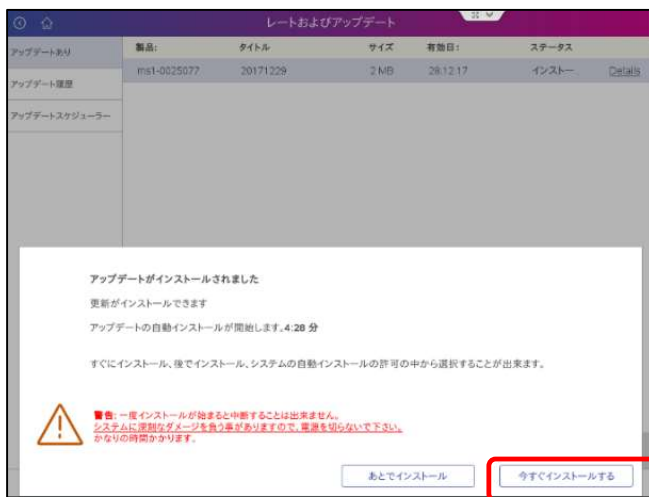 レートおよびアップデート
アップデートあり
製品: タイトル サイズ 有効日: ステータス
ms1-0025077 20171229 2 MB 28.12.17 インストー Details
アップデート履歴
アップデートスケジューラー
アップデートがインストールされました
更新がインストールできます
アップデートの自動インストールが開始します。4:28 分
すぐにインストール、後でインストール、システムの自動インストールの許可の中から選択することが出来ます。
警告: 一度インストールが始まると中断することは出来ません。
システムに深刻なダメージを負う事がありますので、電源を切らないで下さい。
かなりの時間かかります。
あとでインストール 今すぐインストールする